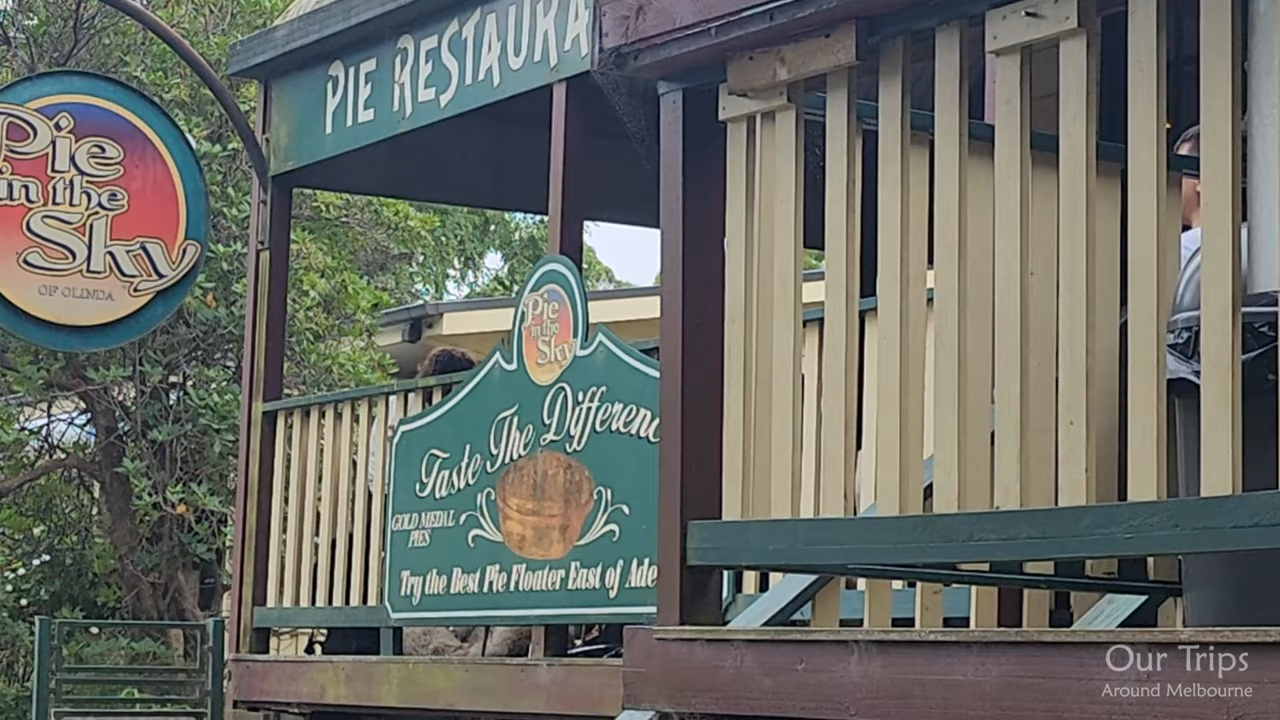 PIE RESTAURA
Pie
in the
Sky
OF OLINDA
Pie
in the
Sky
Taste The Differenc
GOLD MEDAL
PIES
Try the Best Pie Floater East of Ade
Our Trips
Around Melbourne